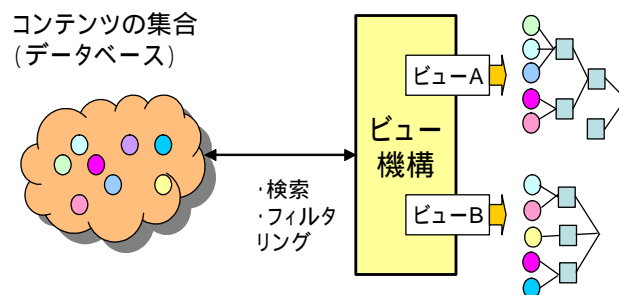 コンテンツの集合
(データベース)
ビューA
ビュー
機構
・検索
・フィルタ
リング
ビューB